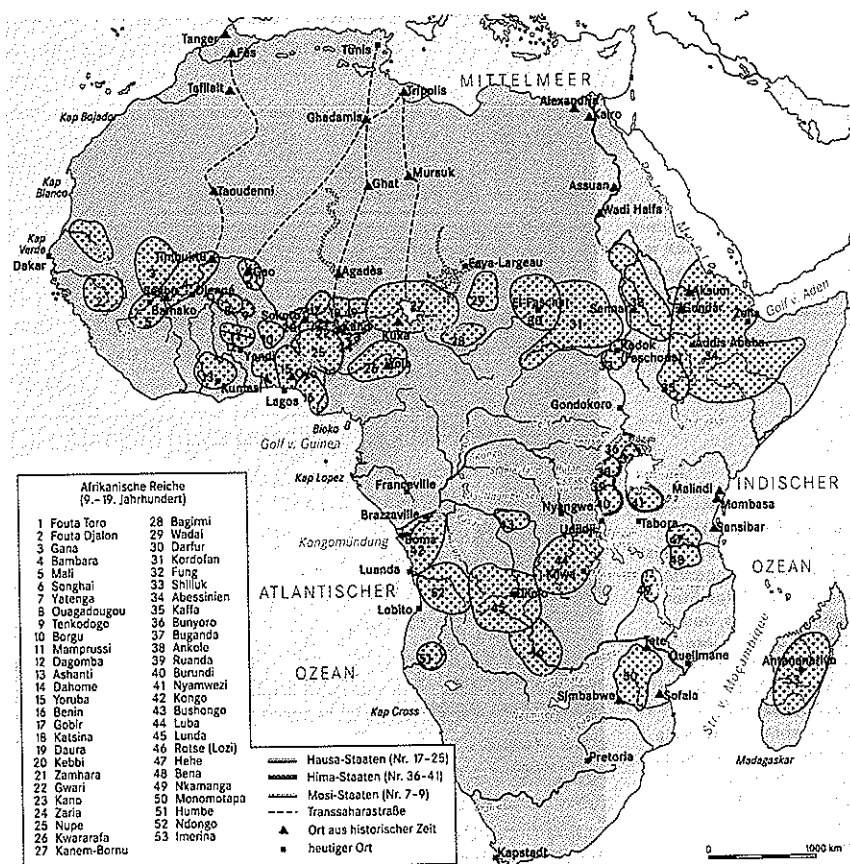 Tanger
Fès
Tunis
MITTELMEER
Tafilalt
Tripolis
Alexandria
Kairo
Kap Bojador
Ghadamis
Mursuk
Ghat
Assuan
Kap Blanco
Taoudenni
Wadi Halfa
Kap Verde
Dakar
Timbuktu
Gao
Agadès
Faya-Largeau
Aksum
Golf v. Aden
Djenné
Bamako
Sokoto
El-Fascher
Sennar
Gondar
Zeila
Kuka
Kodok
(Faschoda)
Addis Abeba
Yendi
Kumasi
Lagos
Bioko
Gondokoro
Golf v. Guinea
Kap Lopez
Franceville
Malindi
INDISCHER
Mombasa
Brazzaville
Nyangwe
Tabora
Sansibar
Kongomündung
Boma
Udjidji
Luanda
OZEAN
ATLANTISCHER
Lobito
Tete
Quelimane
Antananarivo
OZEAN
Simbabwe
Sofala
Str. v. Moçambique
Kap Cross
Madagaskar
Pretoria
Kapstadt
Afrikanische Reiche
(9.–19. Jahrhundert)
1 Fouta Toro
2 Fouta Djalon
3 Gana
4 Bambara
5 Mali
6 Songhai
7 Yatenga
8 Ouagadougou
9 Tenkodogo
10 Borgu
11 Mamprussi
12 Dagomba
13 Ashanti
14 Dahome
15 Yoruba
16 Benin
17 Gobir
18 Katsina
19 Daura
20 Kebbi
21 Zamhara
22 Gwari
23 Kano
24 Zaria
25 Nupe
26 Kwararafa
27 Kanem-Bornu
28 Bagirmi
29 Wadai
30 Darfur
31 Kordofan
32 Fung
33 Shilluk
34 Abessinien
35 Kaffa
36 Bunyoro
37 Buganda
38 Ankole
39 Ruanda
40 Burundi
41 Nyamwezi
42 Kongo
43 Bushongo
44 Luba
45 Lunda
46 Rotse (Lozi)
47 Hehe
48 Bena
49 Nkamanga
50 Monomotapa
51 Humbe
52 Ndongo
53 Imerina
Hausa-Staaten (Nr. 17–25)
Hima-Staaten (Nr. 36–41)
Mosi-Staaten (Nr. 7–9)
Transsaharastraße
Ort aus historischer Zeit
heutiger Ort
0 1000 km